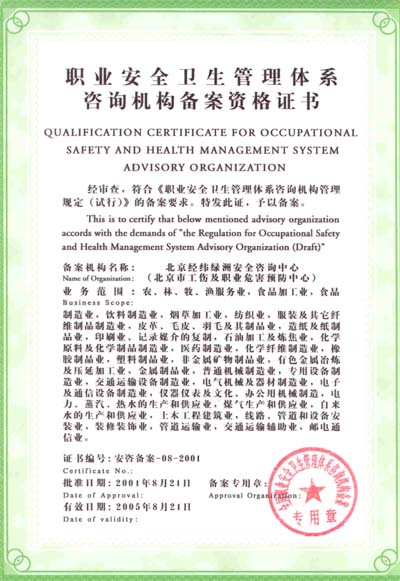 职业安全卫生管理体系
咨询机构备案资格证书
QUALIFICATION CERTIFICATE FOR OCCUPATIONAL
SAFETY AND HEALTH MANAGEMENT SYSTEM
ADVISORY ORGANIZATION
经审查，符合《职业安全卫生管理体系咨询机构管理
规定（试行）》的备案要求。特发此证，予以备案。
This is to certify that below mentioned advisory organization
accords with the demands of "the Regulation for Occupational Safety
and Health Management System Advisory Organization (Draft)"
备案机构名称： 北京经纬绿洲安全咨询中心
Name of Organization: （北京市工伤及职业危害预防中心）
业务范围：农、林、牧、渔服务业，食品加工业，食品
Business Scope:
制造业，饮料制造业，烟草加工业，纺织业，服装及其它纤
维制品制造业，皮革、毛皮、羽毛及其制品业，造纸及纸制
品业，印刷业、记录媒介的复制，石油加工及炼焦业，化学
原料及化学制品制造业，医药制造业，化学纤维制造业，橡
胶制品业，塑料制品业，非金属矿物制品业，有色金属冶炼
及压延加工业，金属制品业，普通机械制造业，专用设备制
造业，交通运输设备制造业，电气机械及器材制造业，电子
及通信设备制造业，仪器仪表及文化、办公用机械制造，电
力、蒸汽、热水的生产和供应业，煤气生产和供应业，自来
水的生产和供应业，土木工程建筑业，线路、管道和设备安
装业，装修装饰业，管道运输业，交通运输辅助业，邮电通
信业。
证书编号：安咨备案-08-2001
Certificate No.:
批准日期：2001年8月21日 备案专用章：
Date of Approval: Approval Organization:
有效日期：2005年8月21日
Date of validity:
专用章